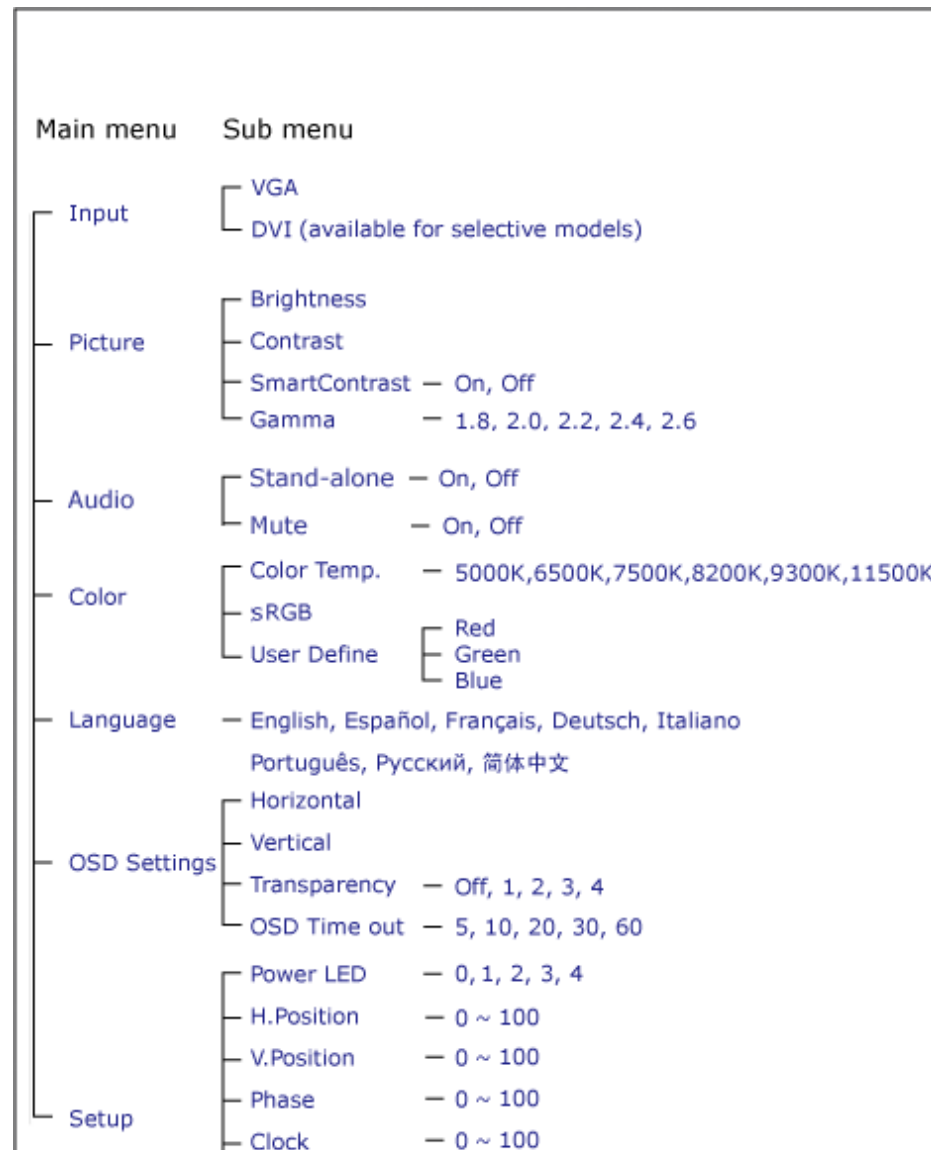 Main menu Sub menu
Input
VGA
DVI (available for selective models)
Picture
Brightness
Contrast
SmartContrast On, Off
Gamma 1.8, 2.0, 2.2, 2.4, 2.6
Audio
Stand-alone On, Off
Mute On, Off
Color
Color Temp. 5000K,6500K,7500K,8200K,9300K,11500K
sRGB
User Define
Red
Green
Blue
Language English, Español, Français, Deutsch, Italiano
Português, Русский, 简体中文
OSD Settings
Horizontal
Vertical
Transparency Off, 1, 2, 3, 4
OSD Time out 5, 10, 20, 30, 60
Setup
Power LED 0, 1, 2, 3, 4
H.Position 0 ~ 100
V.Position 0 ~ 100
Phase 0 ~ 100
Clock 0 ~ 100